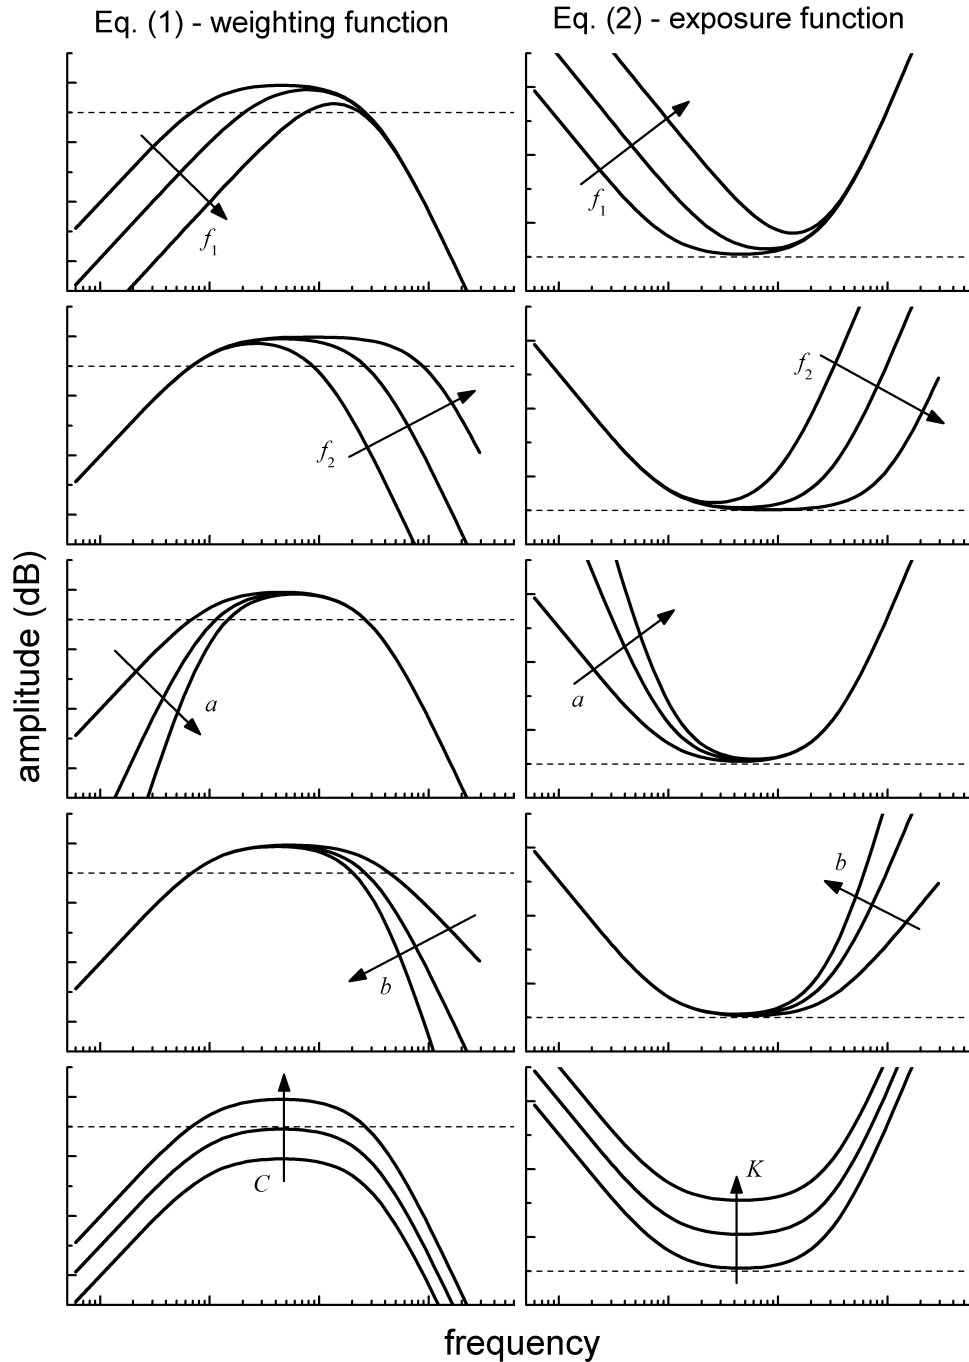 Eq. (1) - weighting function
Eq. (2) - exposure function
f1
f1
f2
f2
a
a
b
b
C
K
amplitude (dB)
frequency